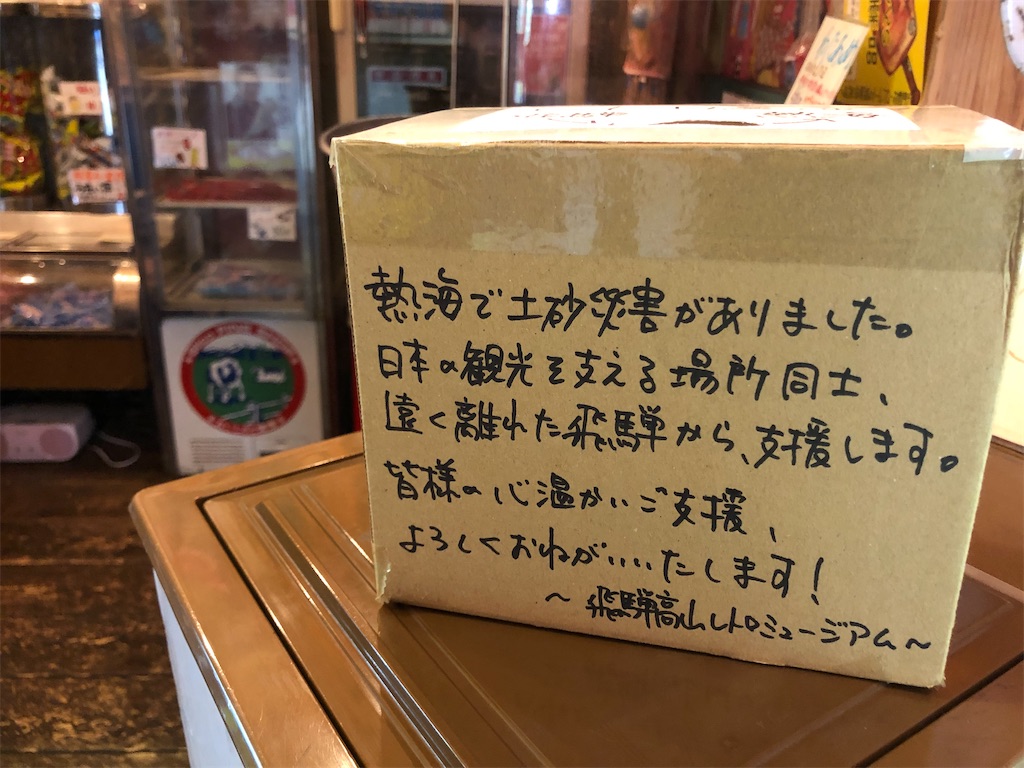 熱海で土砂災害がありました。
日本の観光を支える場所同士、
遠く離れた飛騨から、支援します。
皆様の心温かいご支援、
よろしくおねがいいたします!
~飛騨高山レトロミュージアム~